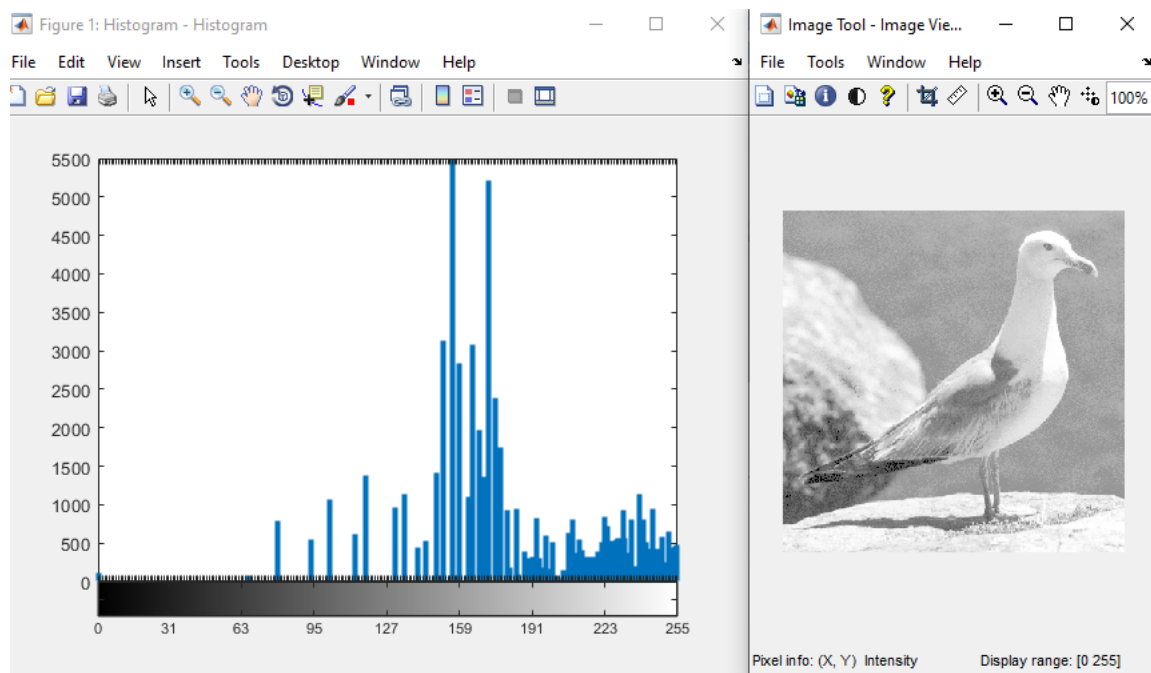 Figure 1: Histogram - Histogram
File Edit View Insert Tools Desktop Window Help
5500
5000
4500
4000
3500
3000
2500
2000
1500
1000
500
0
0 31 63 95 127 159 191 223 255
Image Tool - Image Vie...
File Tools Window Help
100%
Pixel info: (X, Y) Intensity Display range: [0 255]